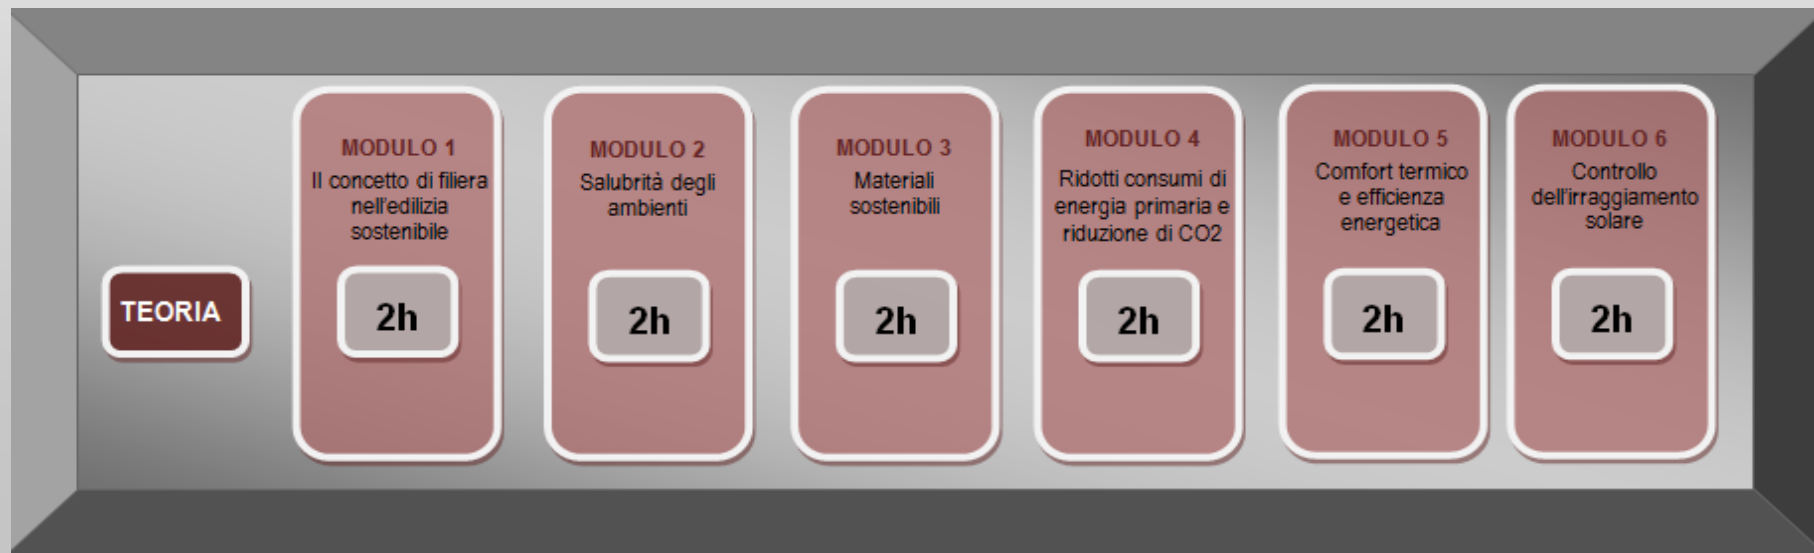 TEORIA
MODULO 1
Il concetto di filiera
nell'edilizia
sostenibile
2h
MODULO 2
Salubrità degli
ambienti
2h
MODULO 3
Materiali
sostenibili
2h
MODULO 4
Ridotti consumi di
energia primaria e
riduzione di CO2
2h
MODULO 5
Comfort termico
e efficienza
energetica
2h
MODULO 6
Controllo
dell'irraggiamento
solare
2h